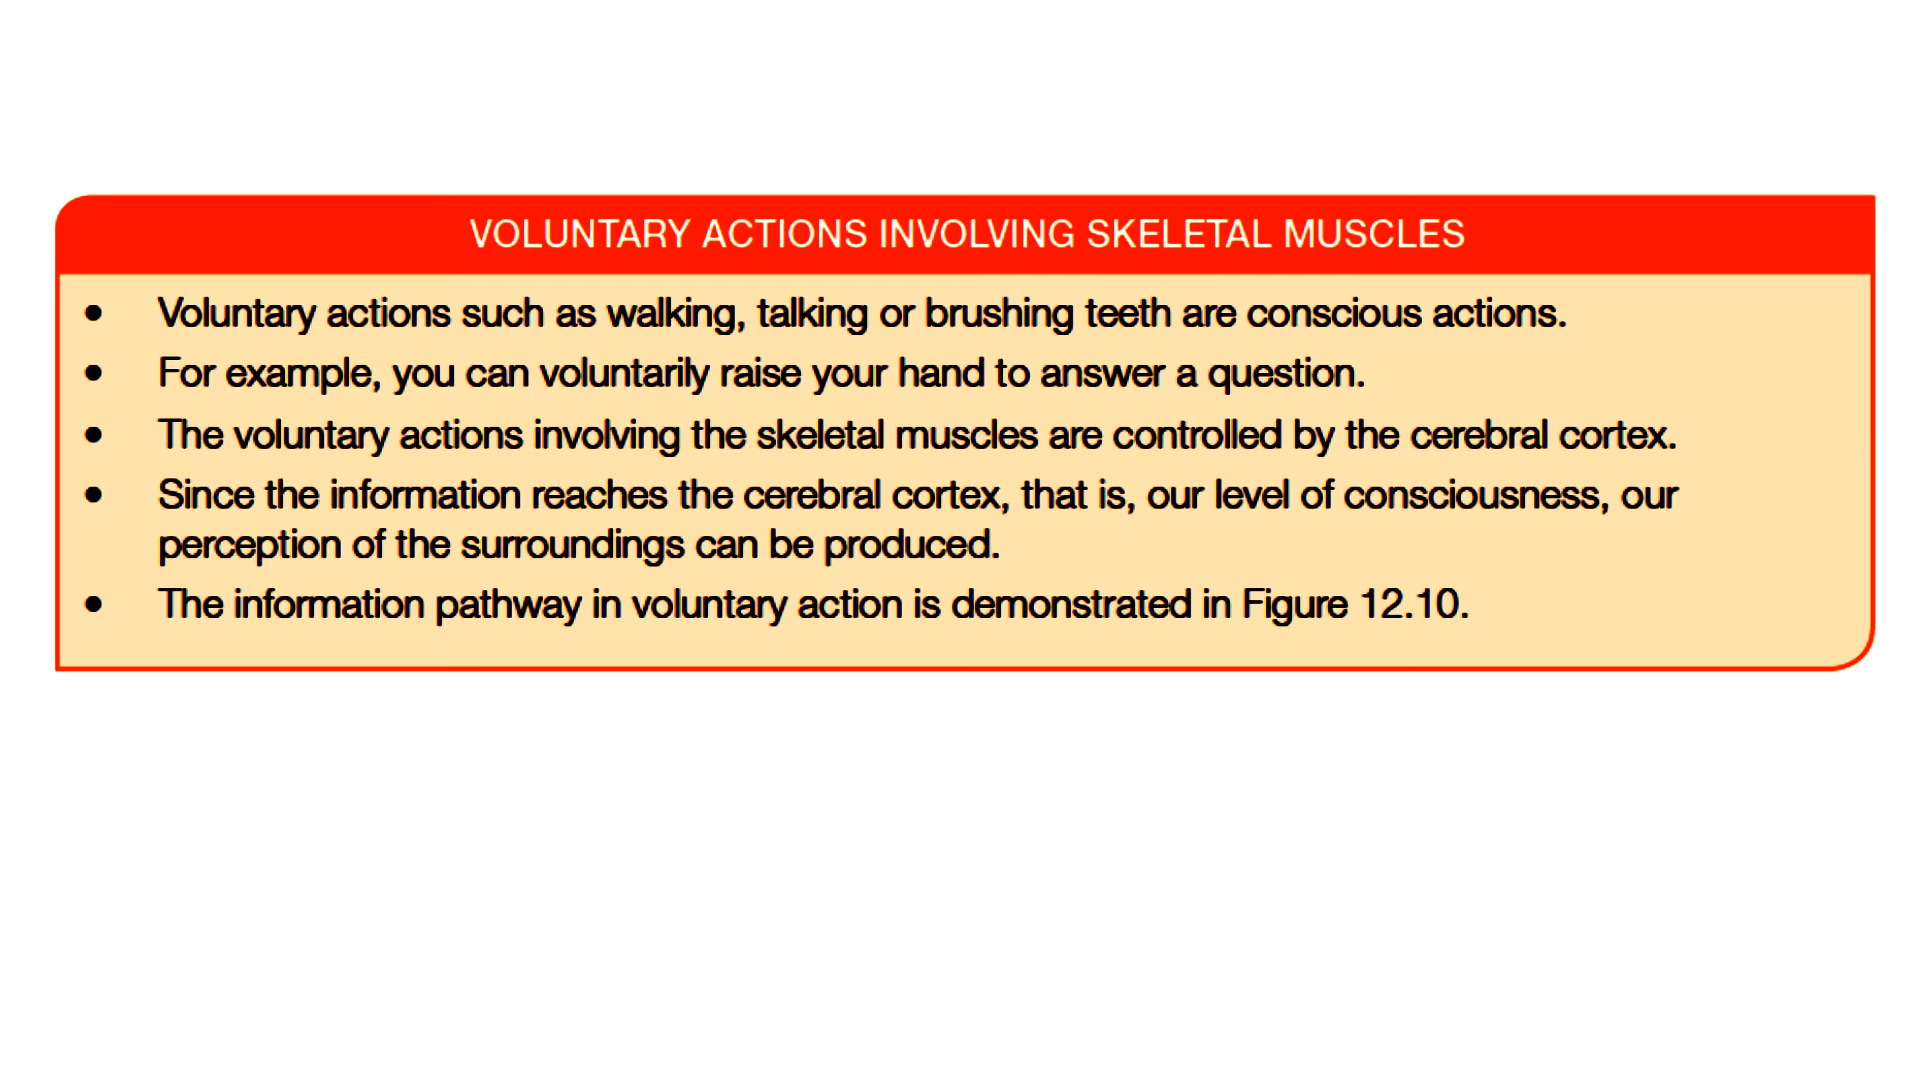 VOLUNTARY ACTIONS INVOLVING SKELETAL MUSCLES
• Voluntary actions such as walking, talking or brushing teeth are conscious actions.
• For example, you can voluntarily raise your hand to answer a question.
• The voluntary actions involving the skeletal muscles are controlled by the cerebral cortex.
• Since the information reaches the cerebral cortex, that is, our level of consciousness, our
perception of the surroundings can be produced.
• The information pathway in voluntary action is demonstrated in Figure 12.10.